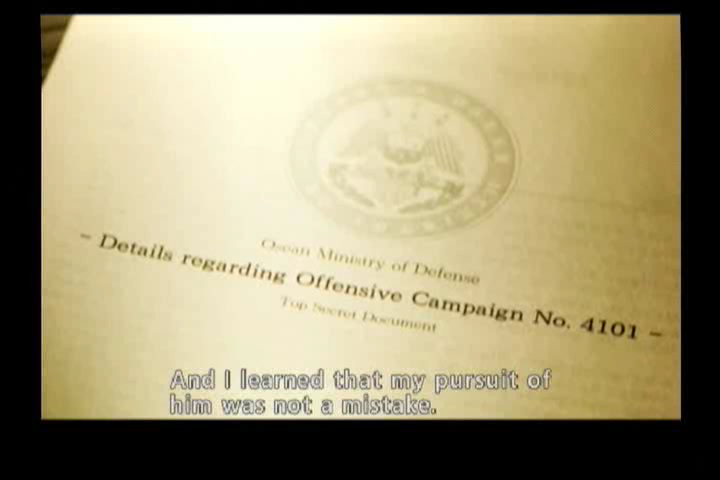 Osean Ministry of Defense
- Details regarding Offensive Campaign No. 4101 -
Top Secret Document
And I learned that my pursuit of
him was not a mistake.